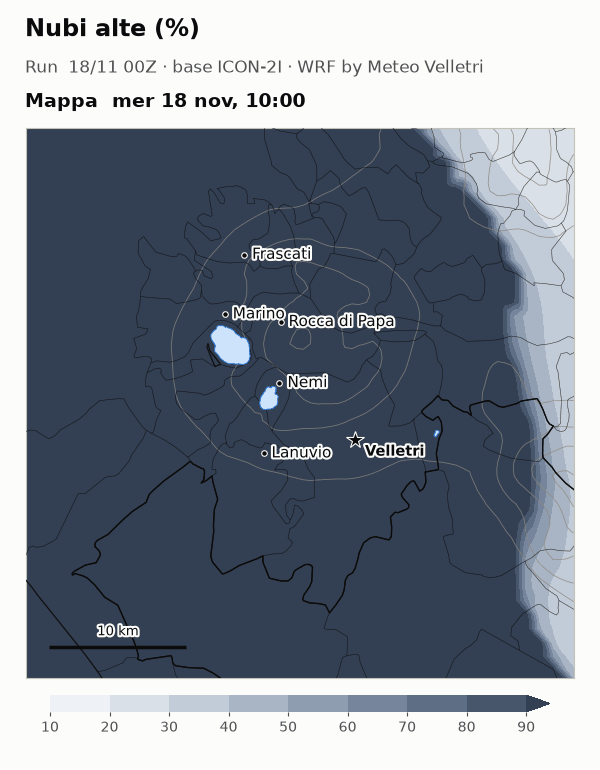 Nubi alte (%)
Run  18/11 00Z · base ICON-2I · WRF by Meteo Velletri
Mappa  mer 18 nov, 10:00
Frascati
Marino
Rocca di Papa
Nemi
Velletri
Lanuvio
10 km
10 20 30 40 50 60 70 80 90